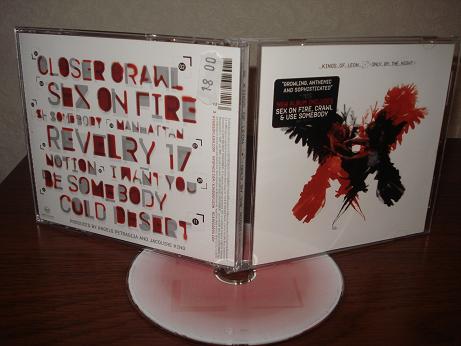 CLOSER CRAWL
SEX ON FIRE
USE SOMEBODY MANHATTAN
REVELRY 17
NOTION I WANT YOU
BE SOMEBODY
COLD DESERT
PRODUCED BY ANGELO PETRAGLIA AND JACQUIRE KING
18 00
KINGS OF LEON ONLY BY THE NIGHT
"GROWLING, ANTHEMIC
AND SOPHISTICATED"
SEX ON FIRE, CRAWL
& USE SOMEBODY